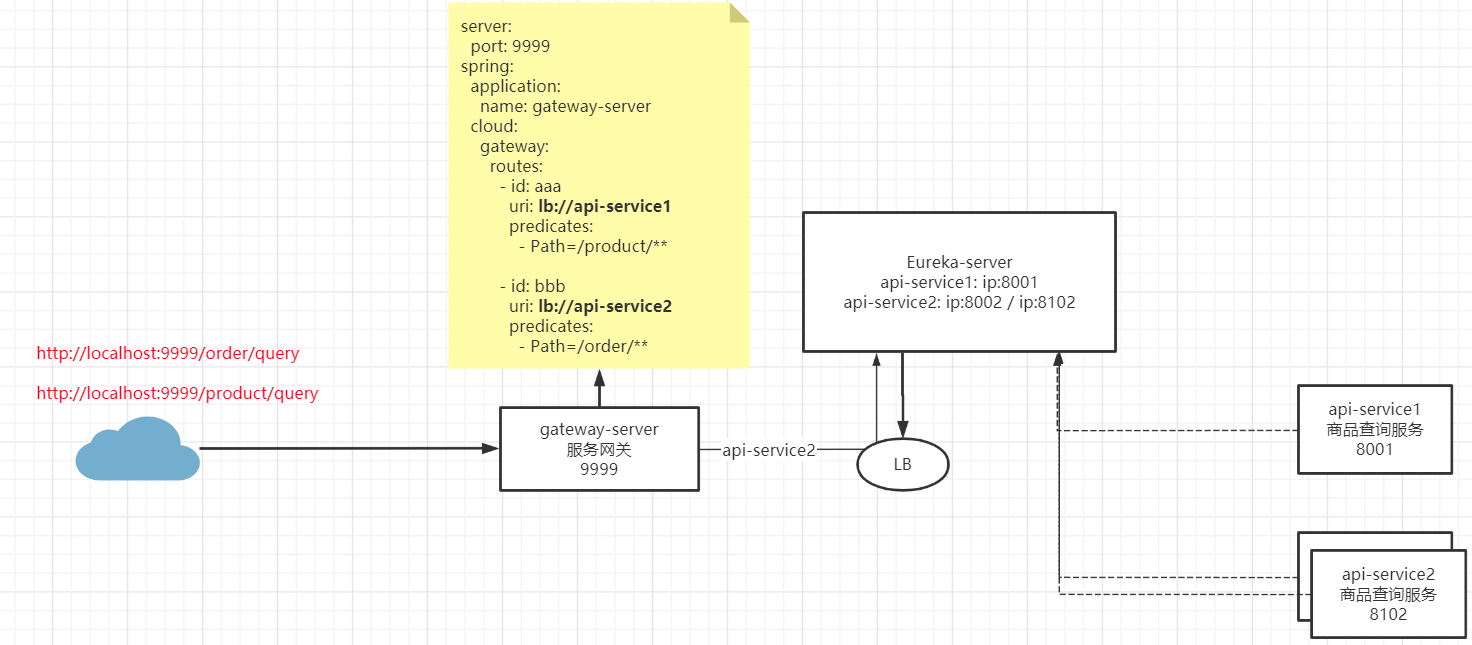 server:
port: 9999
spring:
application:
name: gateway-server
cloud:
gateway:
routes:
- id: aaa
uri: lb://api-service1
predicates:
- Path=/product/**
- id: bbb
uri: lb://api-service2
predicates:
- Path=/order/**
http://localhost:9999/order/query
http://localhost:9999/product/query
gateway-server
服务网关
9999
api-service2
LB
Eureka-server
api-service1: ip:8001
api-service2: ip:8002 / ip:8102
api-service1
商品查询服务
8001
api-service2
商品查询服务
8102